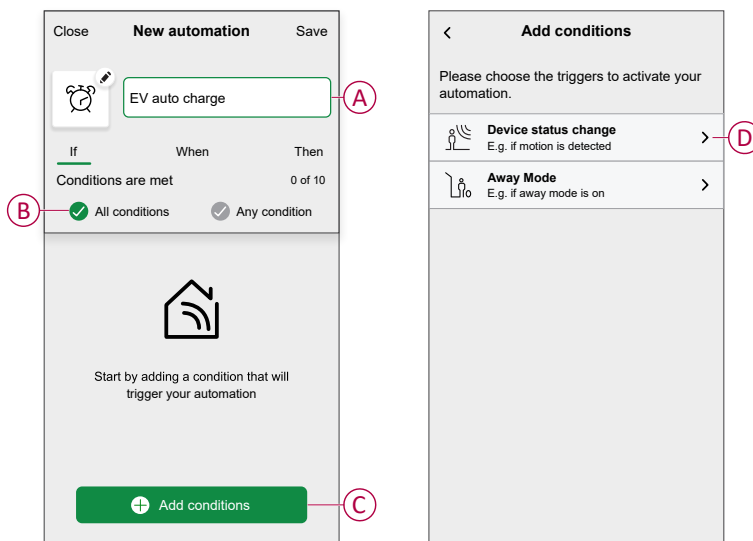 Close New automation Save
EV auto charge
A
If When Then
Conditions are met 0 of 10
B
All conditions Any condition
Start by adding a condition that will
trigger your automation
Add conditions
C
Add conditions
Please choose the triggers to activate your
automation.
Device status change
E.g. if motion is detected
D
Away Mode
E.g. if away mode is on